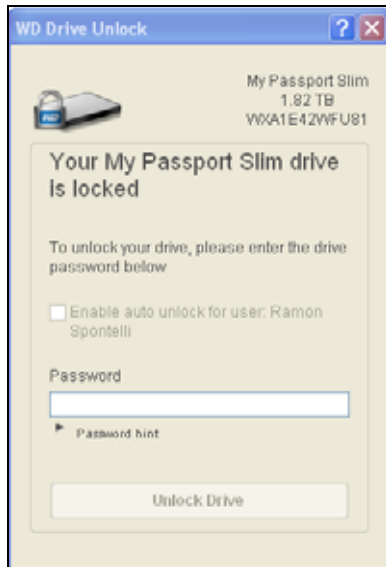 WD Drive Unlock
My Passport Slim
1.82 TB
WXA1E42WFU81
Your My Passport Slim drive
is locked
To unlock your drive, please enter the drive
password below
Enable auto unlock for user: Ramon
Spontelli
Password
Password hint
Unlock Drive